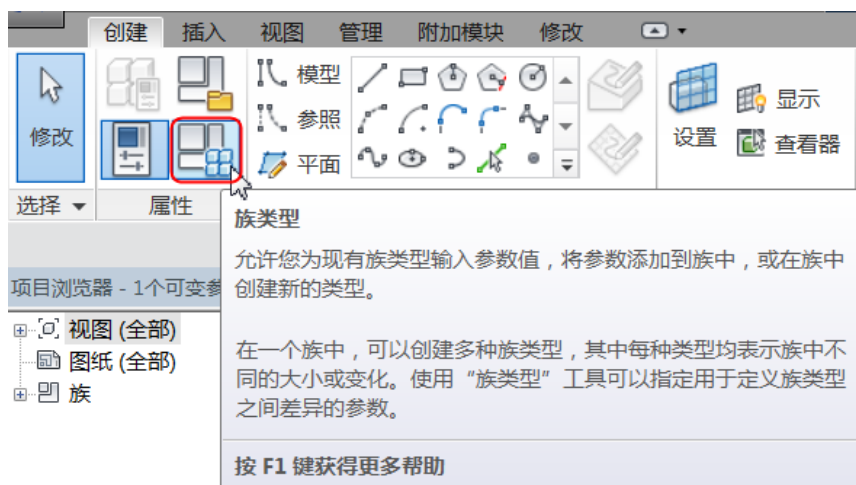 创建 插入 视图 管理 附加模块 修改
模型
参照
平面
修改
设置
显示
查看器
选择 属性
族类型
允许您为现有族类型输入参数值，将参数添加到族中，或在族中
创建新的类型。
在一个族中，可以创建多种族类型，其中每种类型均表示族中不
同的大小或变化。使用“族类型”工具可以指定用于定义族类型
之间差异的参数。
按 F1 键获得更多帮助
项目浏览器 - 1个可变参
视图 (全部)
图纸 (全部)
族